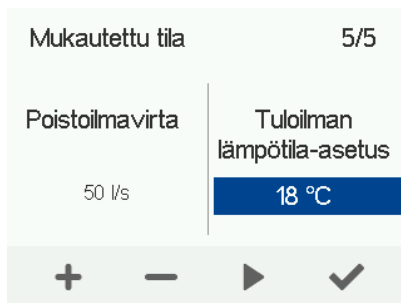 Mukautettu tila 5/5
Poistoilmavirta
50 l/s
Tuloilman
lämpötila-asetus
18 °C